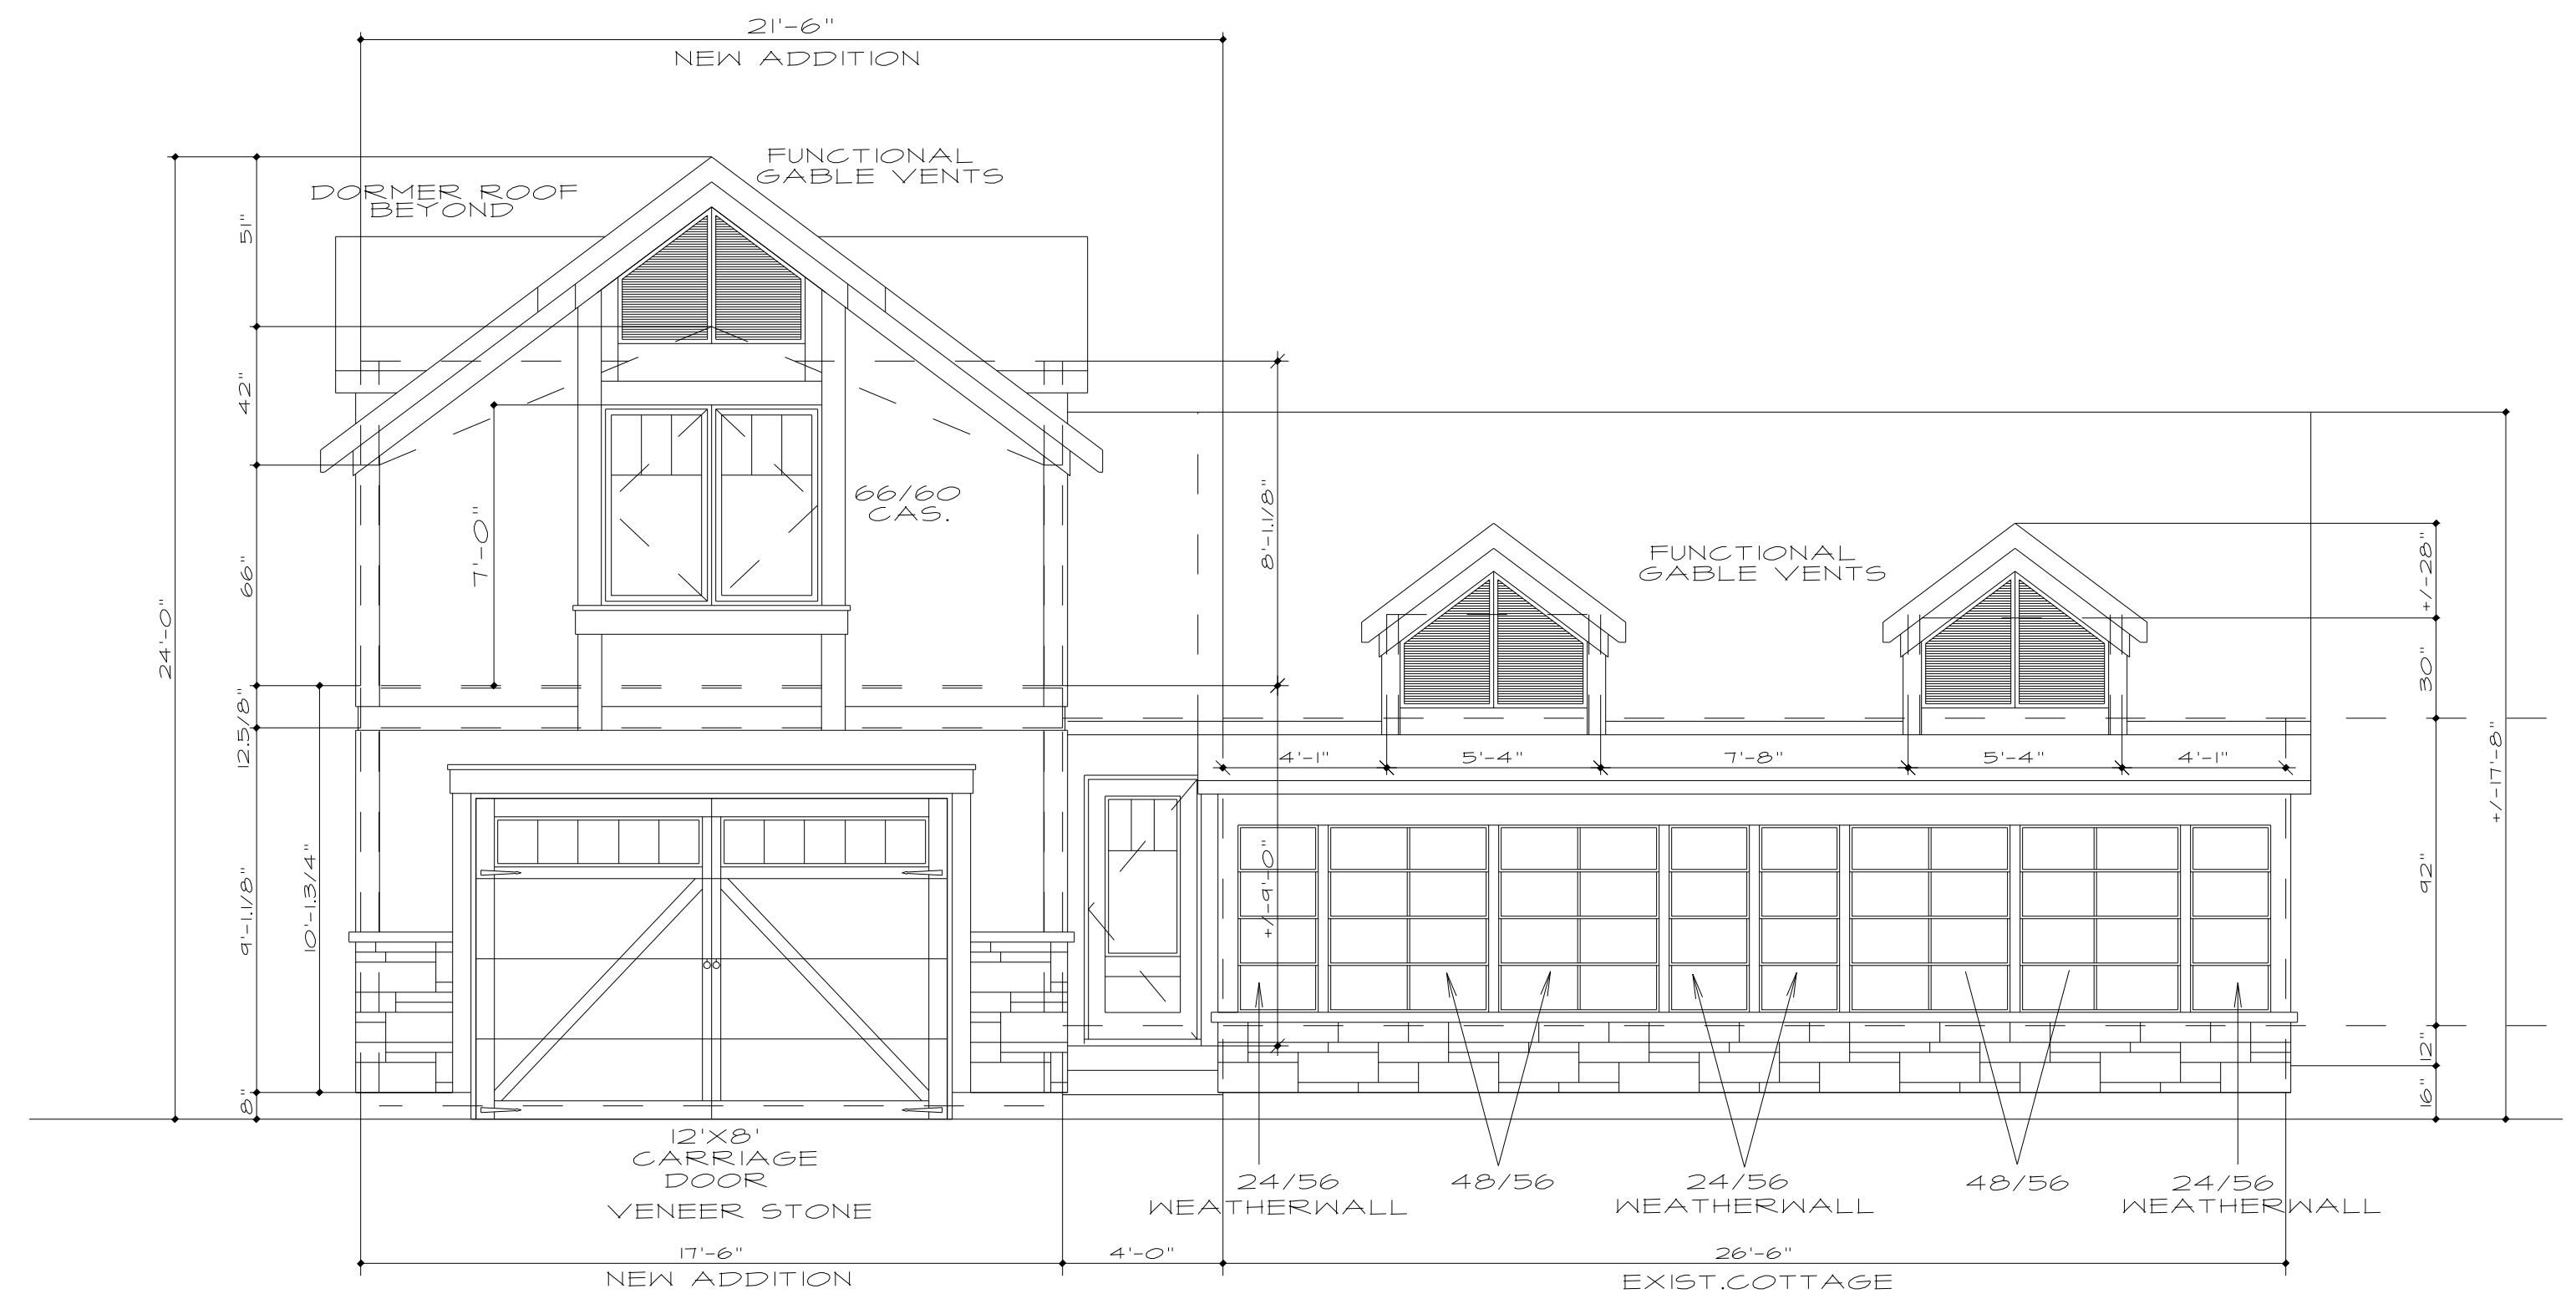 21'-6"
NEW ADDITION
FUNCTIONAL
GABLE VENTS
DORMER ROOF
BEYOND
51"
42"
66"
24'-0"
12.5/8"
9'-1.1/8"
10'-1.3/4"
8"
7'-0"
66/60
CAS.
8'-1.1/8"
+/-9'-0"
FUNCTIONAL
GABLE VENTS
4'-1"
5'-4"
7'-8"
5'-4"
4'-1"
+/-28"
30"
92"
12"
16"
+/-17'-8"
12'X8'
CARRIAGE
DOOR
VENEER STONE
24/56
WEATHERWALL
48/56
24/56
WEATHERWALL
48/56
24/56
WEATHERWALL
17'-6"
NEW ADDITION
4'-0"
26'-6"
EXIST.COTTAGE